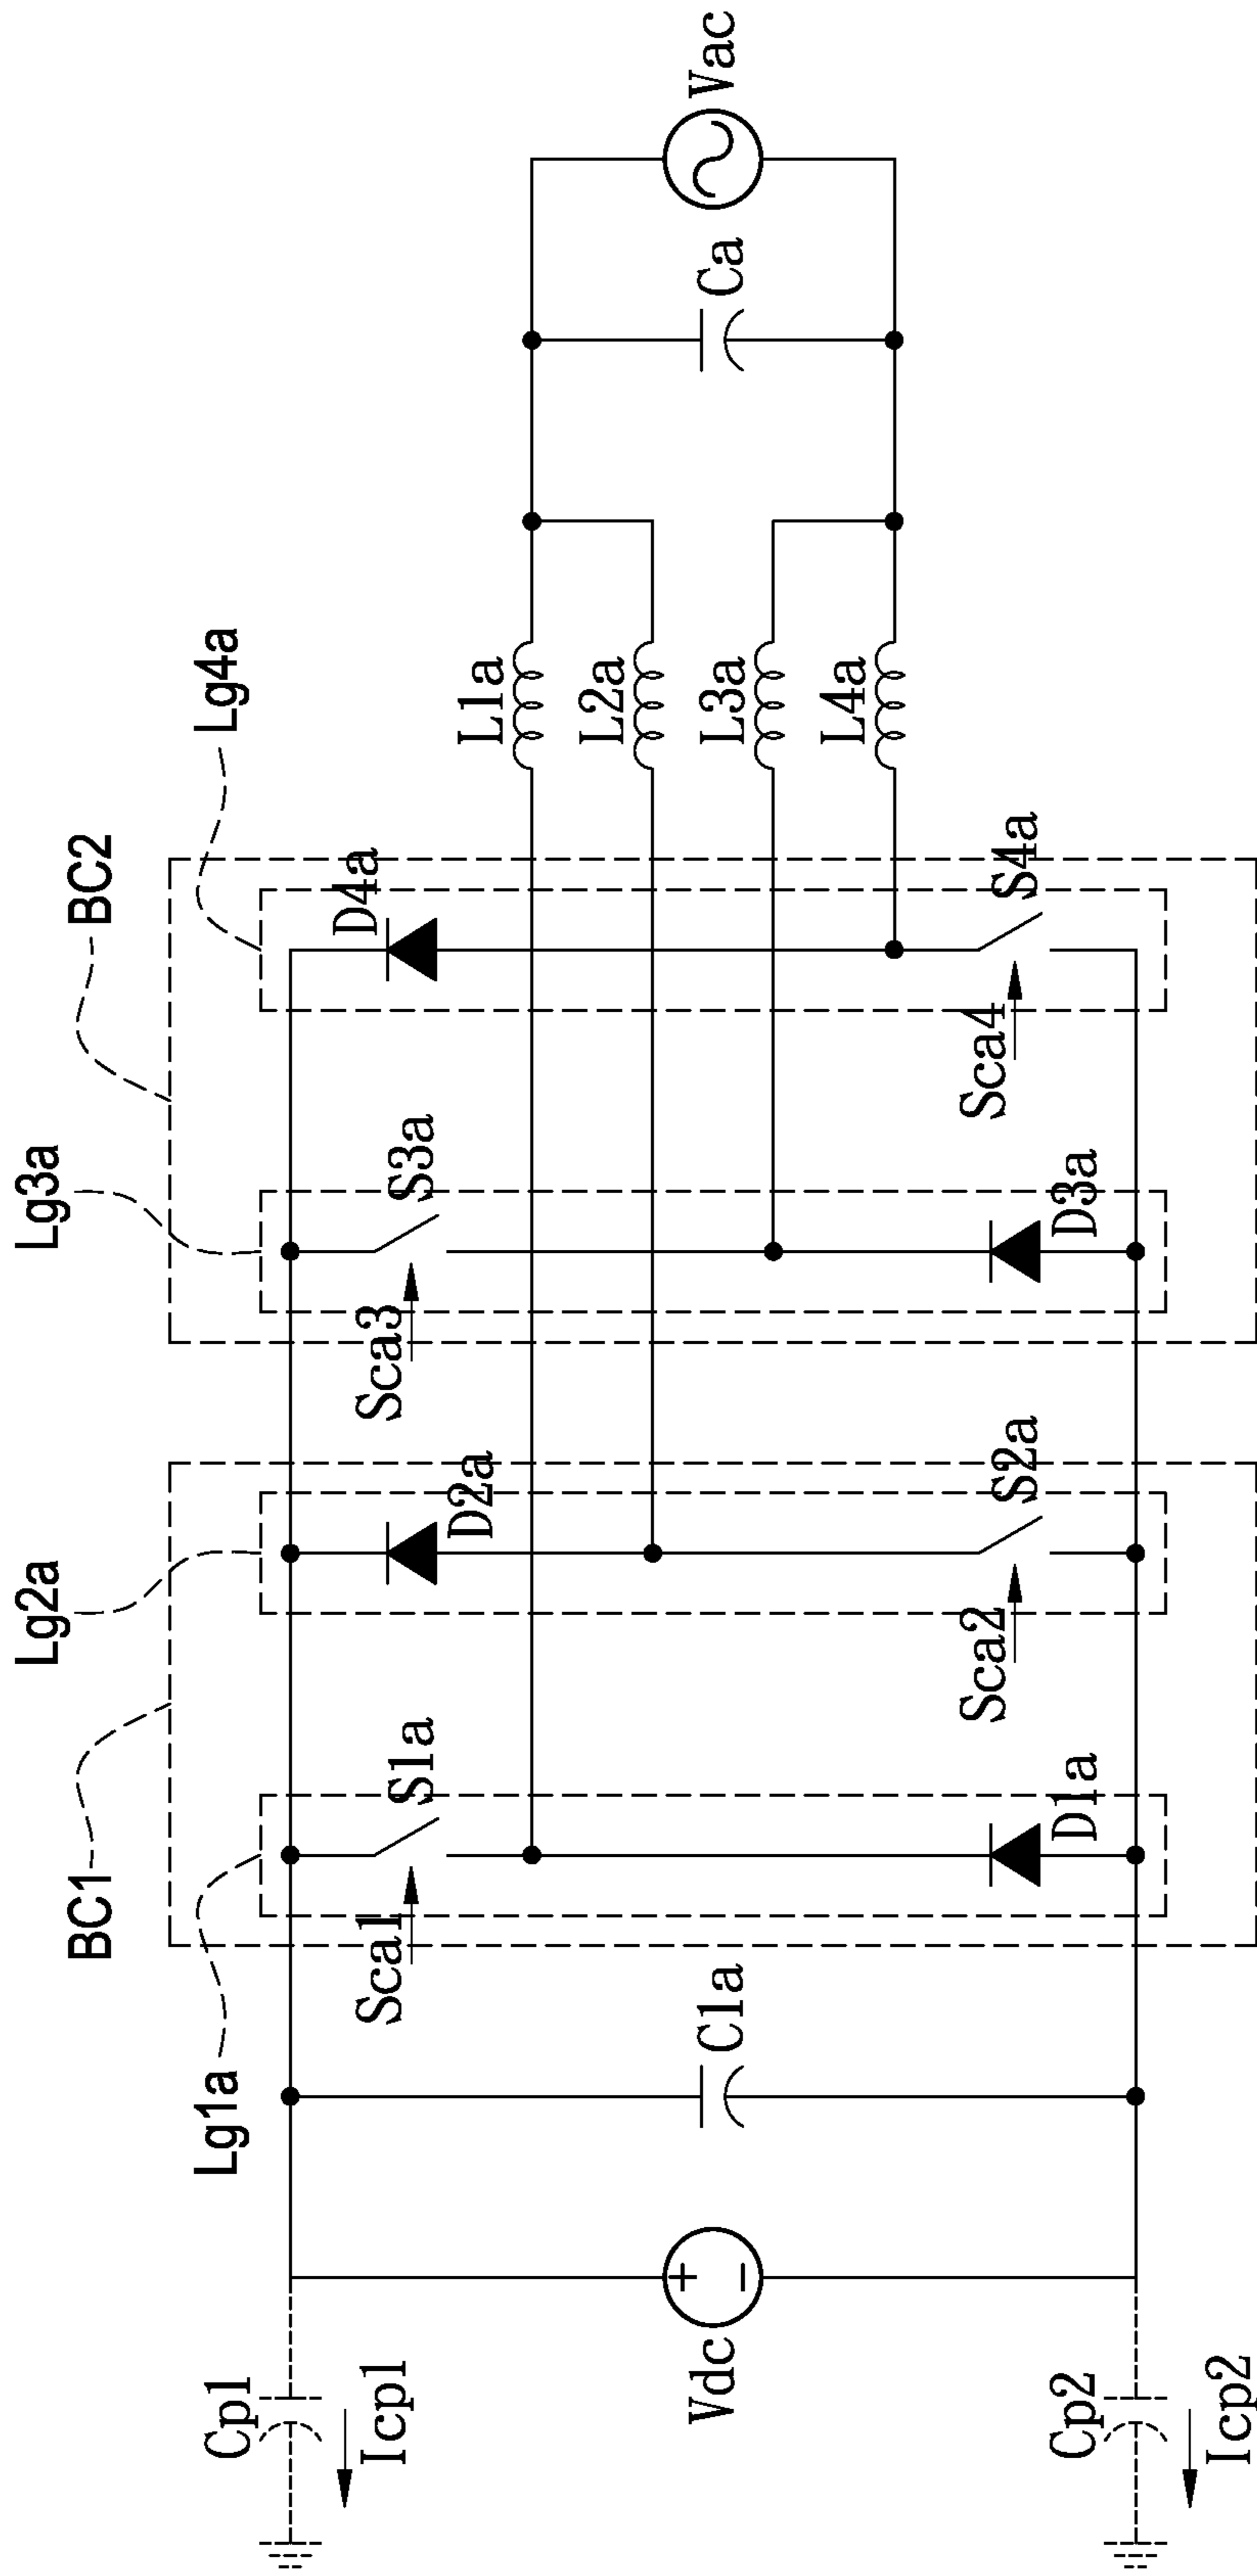 Lg3a
Lg2a
BC2
BC1
Lg4a
Lg1a
Cp1
Icp1
Sca1
S1a
D2a
Sca3
S3a
D4a
L1a
L2a
L3a
L4a
Vdc
C1a
Ca
Vac
Sca2
S2a
Sca4
S4a
Cp2
D1a
D3a
Icp2